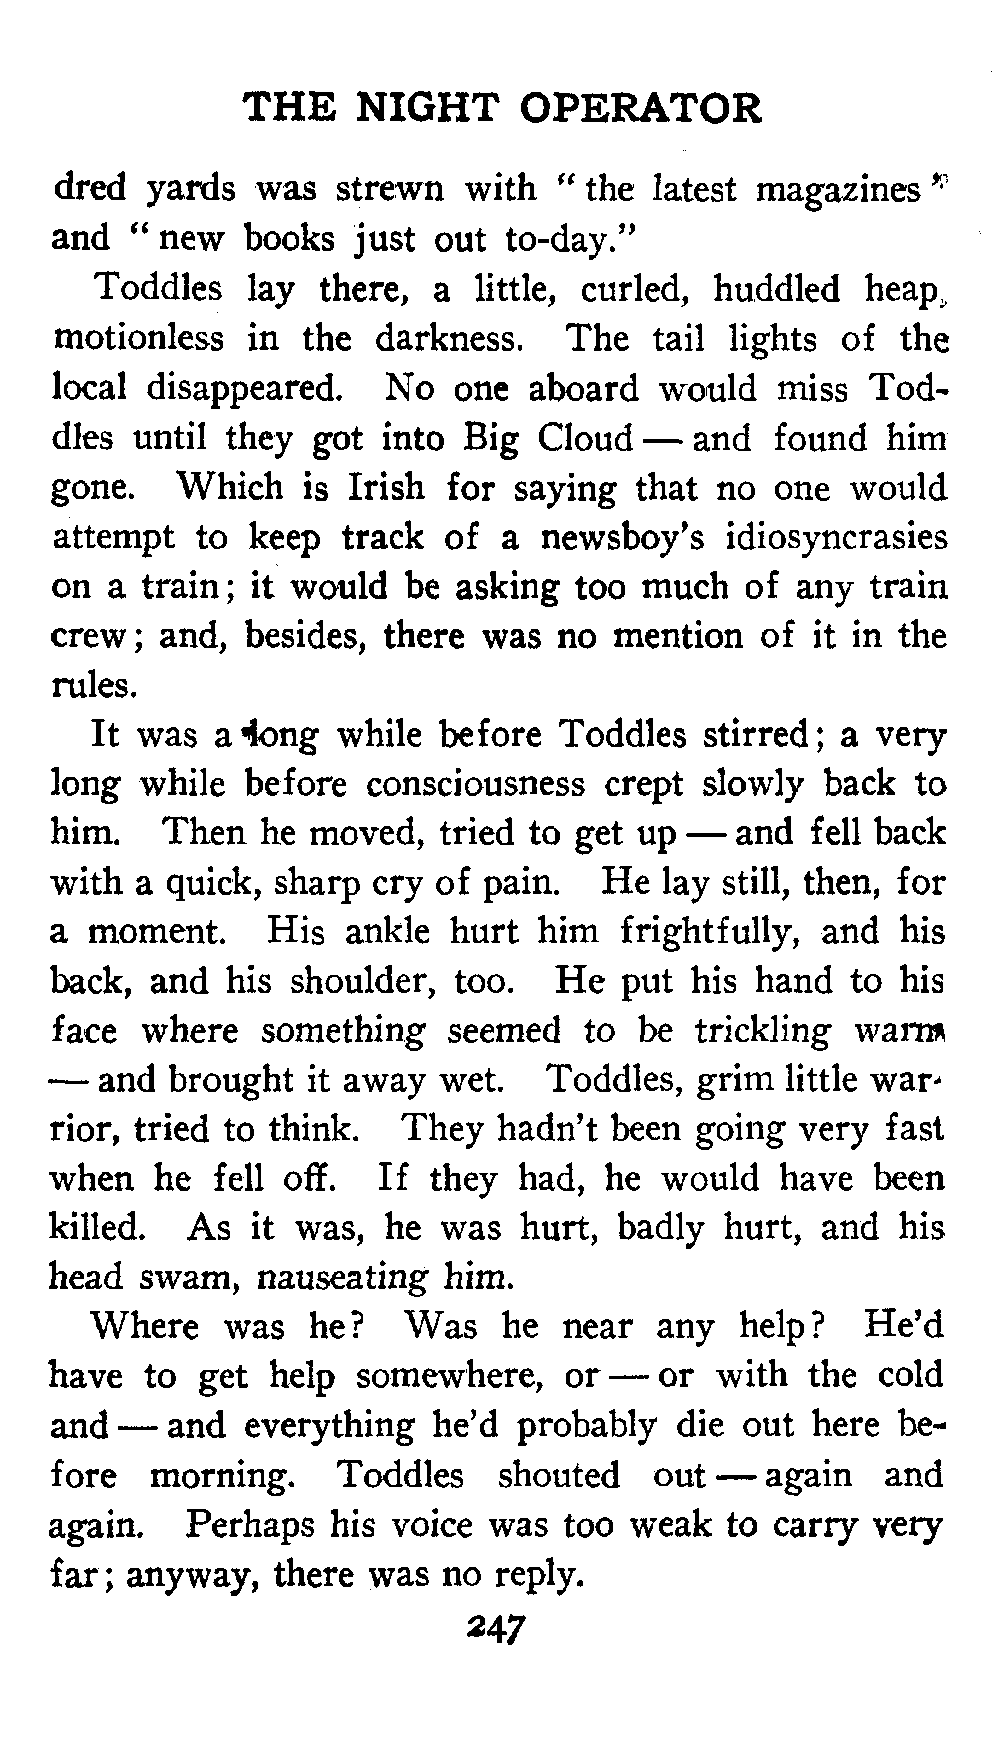 THE NIGHT OPERATOR
dred yards was strewn with " the latest magazines "
and " new books just out to-day."
Toddles lay there, a little, curled, huddled heap,
motionless in the darkness. The tail lights of the
local disappeared. No one aboard would miss Tod-
dles until they got into Big Cloud — and found him
gone. Which is Irish for saying that no one would
attempt to keep track of a newsboy's idiosyncrasies
on a train; it would be asking too much of any train
crew; and, besides, there was no mention of it in the
rules.
It was a long while before Toddles stirred; a very
long while before consciousness crept slowly back to
him. Then he moved, tried to get up — and fell back
with a quick, sharp cry of pain. He lay still, then, for
a moment. His ankle hurt him frightfully, and his
back, and his shoulder, too. He put his hand to his
face where something seemed to be trickling warm
— and brought it away wet. Toddles, grim little war-
rior, tried to think. They hadn't been going very fast
when he fell off. If they had, he would have been
killed. As it was, he was hurt, badly hurt, and his
head swam, nauseating him.
Where was he? Was he near any help? He'd
have to get help somewhere, or — or with the cold
and — and everything he'd probably die out here be-
fore morning. Toddles shouted out — again and
again. Perhaps his voice was too weak to carry very
far; anyway, there was no reply.
247